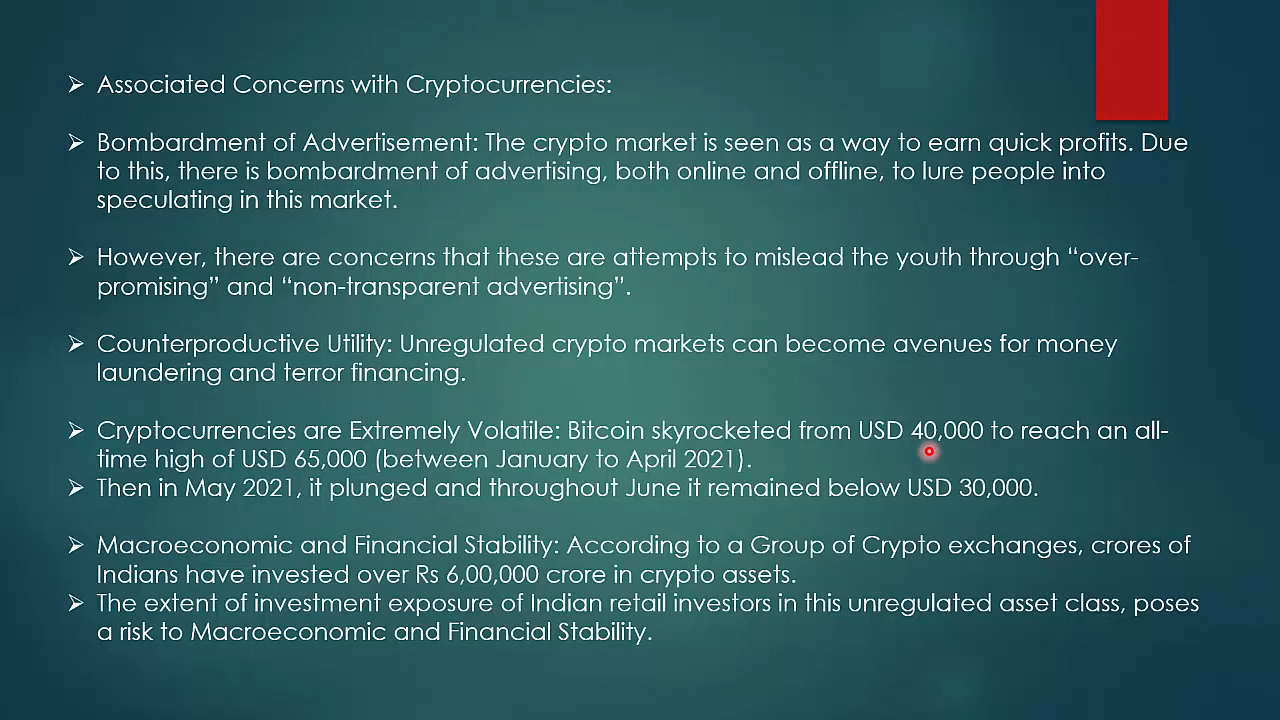 ➢ Associated Concerns with Cryptocurrencies:
➢ Bombardment of Advertisement: The crypto market is seen as a way to earn quick profits. Due
to this, there is bombardment of advertising, both online and offline, to lure people into
speculating in this market.
➢ However, there are concerns that these are attempts to mislead the youth through “over-
promising” and “non-transparent advertising”.
➢ Counterproductive Utility: Unregulated crypto markets can become avenues for money
laundering and terror financing.
➢ Cryptocurrencies are Extremely Volatile: Bitcoin skyrocketed from USD 40,000 to reach an all-
time high of USD 65,000 (between January to April 2021).
➢ Then in May 2021, it plunged and throughout June it remained below USD 30,000.
➢ Macroeconomic and Financial Stability: According to a Group of Crypto exchanges, crores of
Indians have invested over Rs 6,00,000 crore in crypto assets.
➢ The extent of investment exposure of Indian retail investors in this unregulated asset class, poses
a risk to Macroeconomic and Financial Stability.